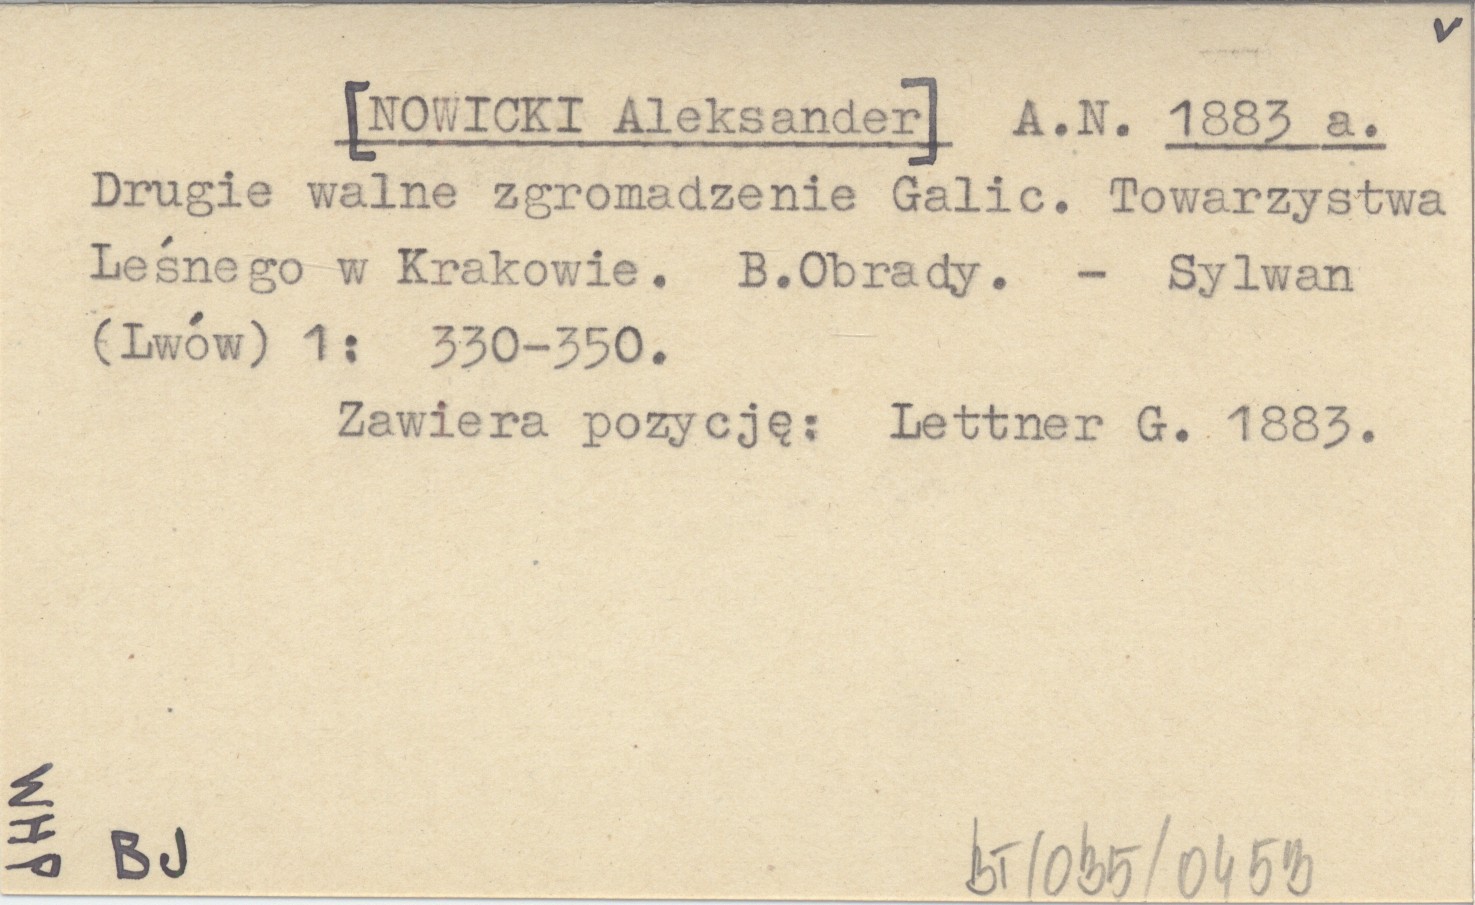 v
[NOWICKI Aleksander] A.N. 1883 a.
Drugie walne zgromadzenie Galic. Towarzystwa
Leśnego w Krakowie. B.Obrady. - Sylwan
(Lwów) 1: 330-350.
Zawiera pozycję: Lettner G. 1883.
WHP
BJ
BT/035/0453